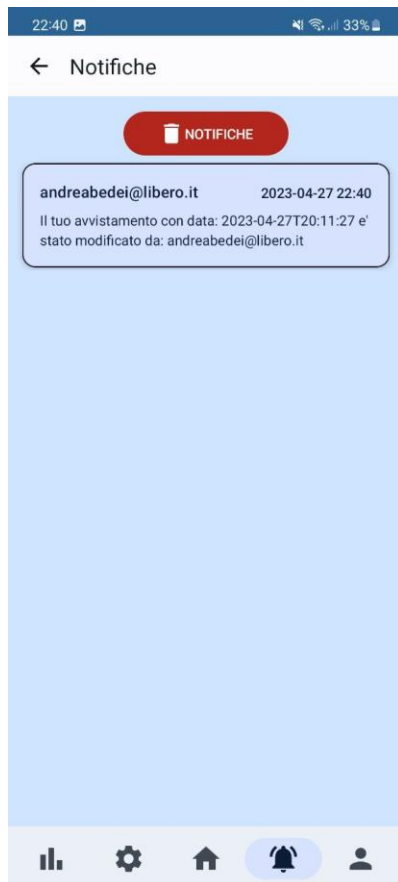 22:40 33%
Notifiche
NOTIFICHE
andreabedei@libero.it 2023-04-27 22:40
Il tuo avvistamento con data: 2023-04-27T20:11:27 e'
stato modificato da: andreabedei@libero.it